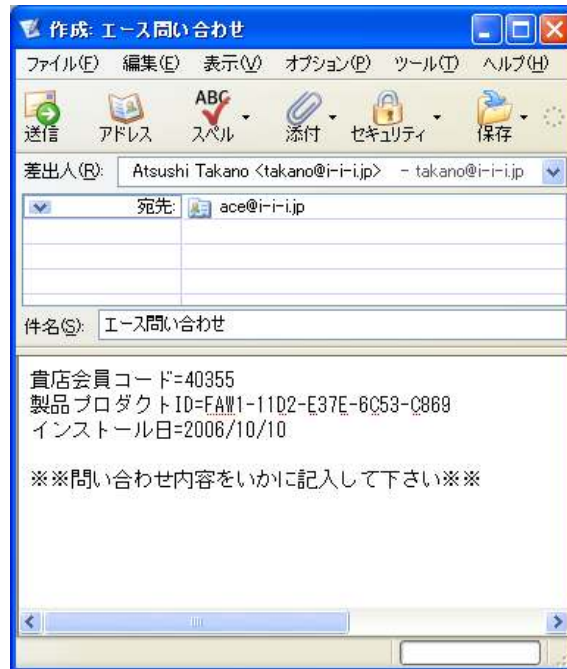 作成: エース問い合わせ
ファイル(F) 編集(E) 表示(V) オプション(P) ツール(T) ヘルプ(H)
ABC
送信 アドレス スペル 添付 セキュリティ 保存
差出人(R): Atsushi Takano <takano@i-i-i.jp> - takano@i-i-i.jp
宛先: ace@i-i-i.jp
件名(S): エース問い合わせ
貴店会員コード=40355
製品プロダクトID=FAW1-11D2-E37E-6C53-C869
インストール日=2006/10/10
※※問い合わせ内容をいかに記入して下さい※※